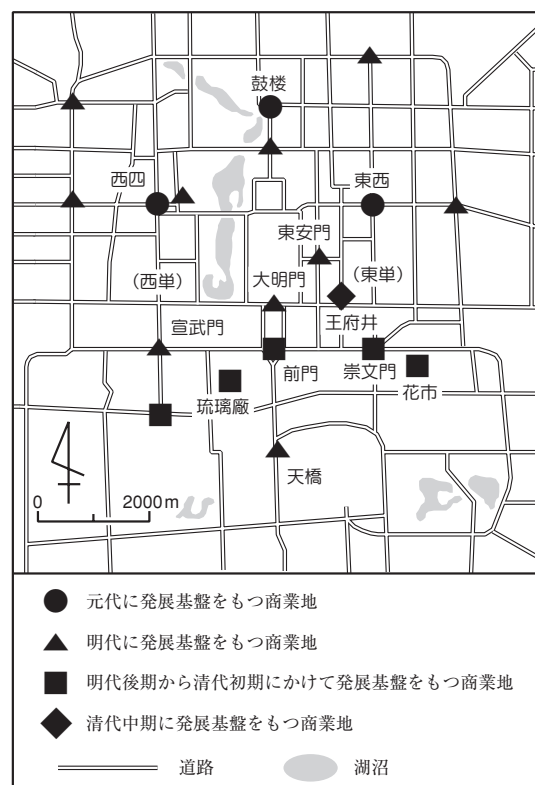 鼓楼
西四
東西
東安門
(西単)
大明門
(東単)
王府井
宣武門
前門
崇文門
花市
琉璃廠
天橋
0 2000m
元代に発展基盤をもつ商業地
明代に発展基盤をもつ商業地
明代後期から清代初期にかけて発展基盤をもつ商業地
清代中期に発展基盤をもつ商業地
道路 湖沼